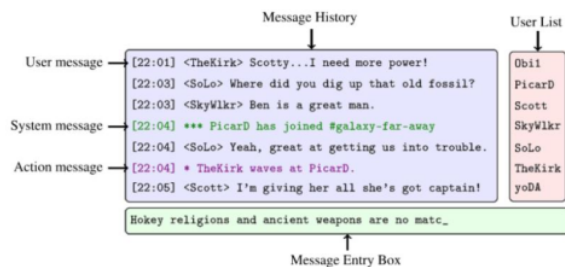 Message History
User List
User message
[22:01] <TheKirk> Scotty...I need more power!
[22:03] <SoLo> Where did you dig up that old fossil?
[22:03] <SkyWlkr> Ben is a great man.
System message
[22:04] *** PicarD has joined #galaxy-far-away
[22:04] <SoLo> Yeah, great at getting us into trouble.
Action message
[22:04] * TheKirk waves at PicarD.
[22:05] <Scott> I'm giving her all she's got captain!
Obi1
PicarD
Scott
SkyWlkr
SoLo
TheKirk
yoDA
Hokey religions and ancient weapons are no matc_
Message Entry Box